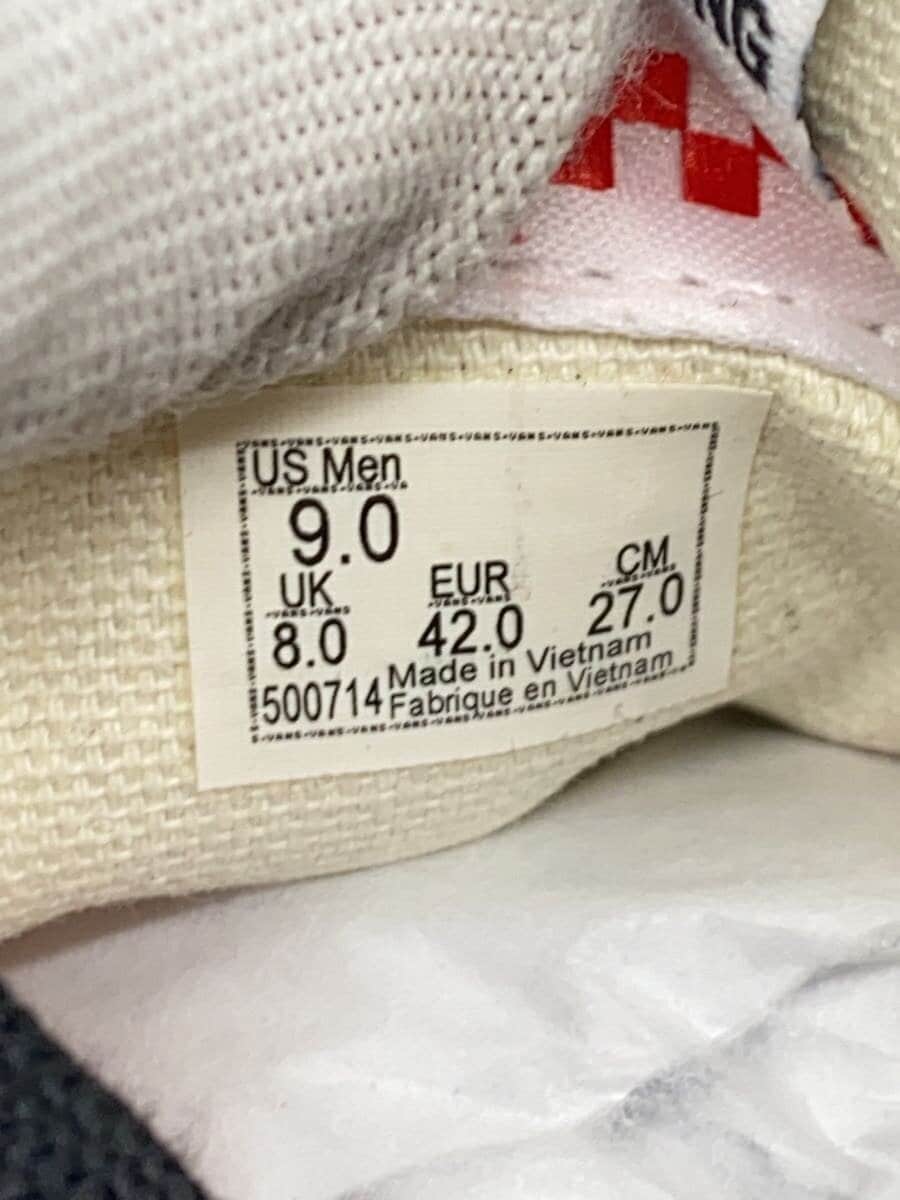 NG
US Men
9.0
UK EUR CM
8.0 42.0 27.0
500714 Made in Vietnam
Fabrique en Vietnam